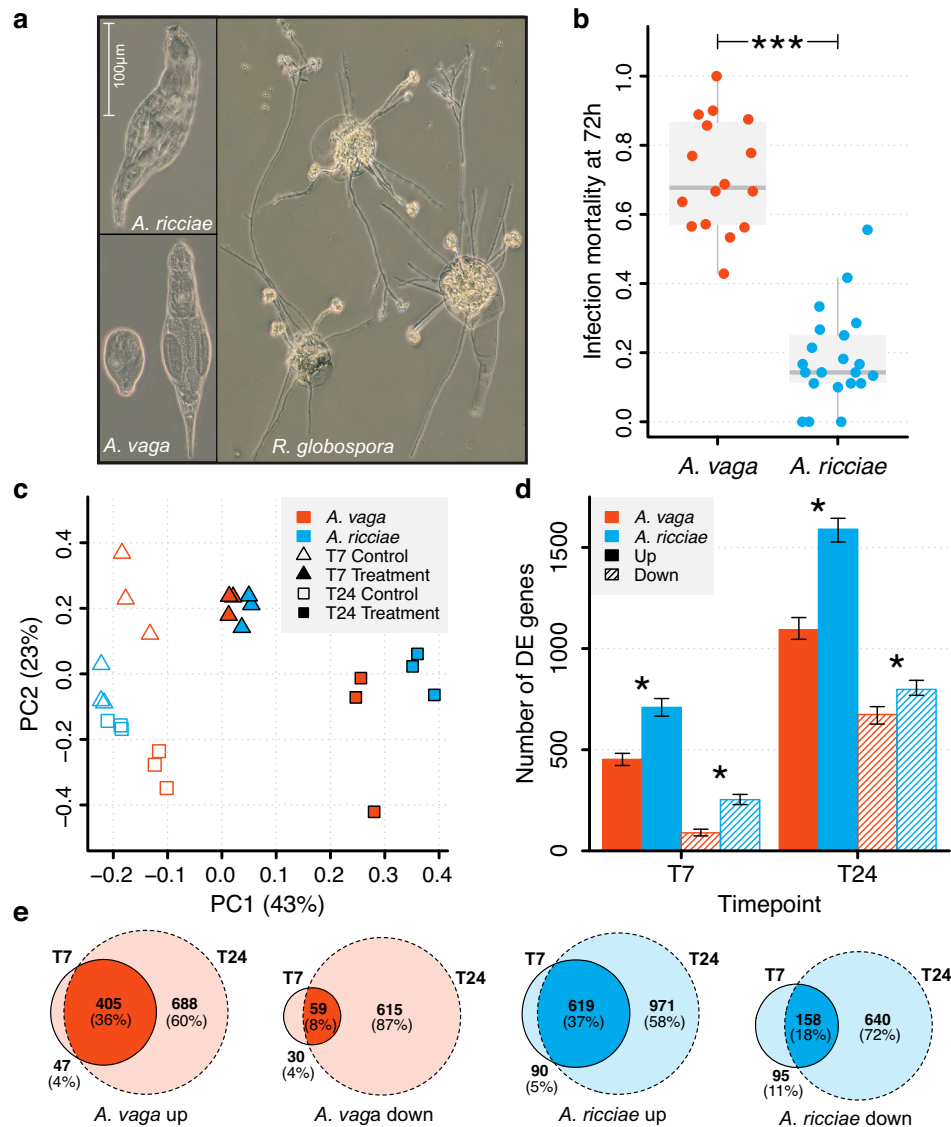 a
100μm
A. ricciae
A. vaga
R. globospora
b
***
Infection mortality at 72h
1.0
0.8
0.6
0.4
0.2
0.0
A. vaga
A. ricciae
c
A. vaga
A. ricciae
T7 Control
T7 Treatment
T24 Control
T24 Treatment
PC2 (23%)
0.4
0.2
0.0
−0.2
−0.4
−0.2
−0.1
0.0
0.1
0.2
0.3
0.4
PC1 (43%)
d
A. vaga
A. ricciae
Up
Down
*
*
*
*
Number of DE genes
1500
1000
500
0
T7
T24
Timepoint
e
T7
T24
405
(36%)
688
(60%)
47
(4%)
A. vaga up
T7
T24
59
(8%)
615
(87%)
30
(4%)
A. vaga down
T7
T24
619
(37%)
971
(58%)
90
(5%)
A. ricciae up
T7
T24
158
(18%)
640
(72%)
95
(11%)
A. ricciae down